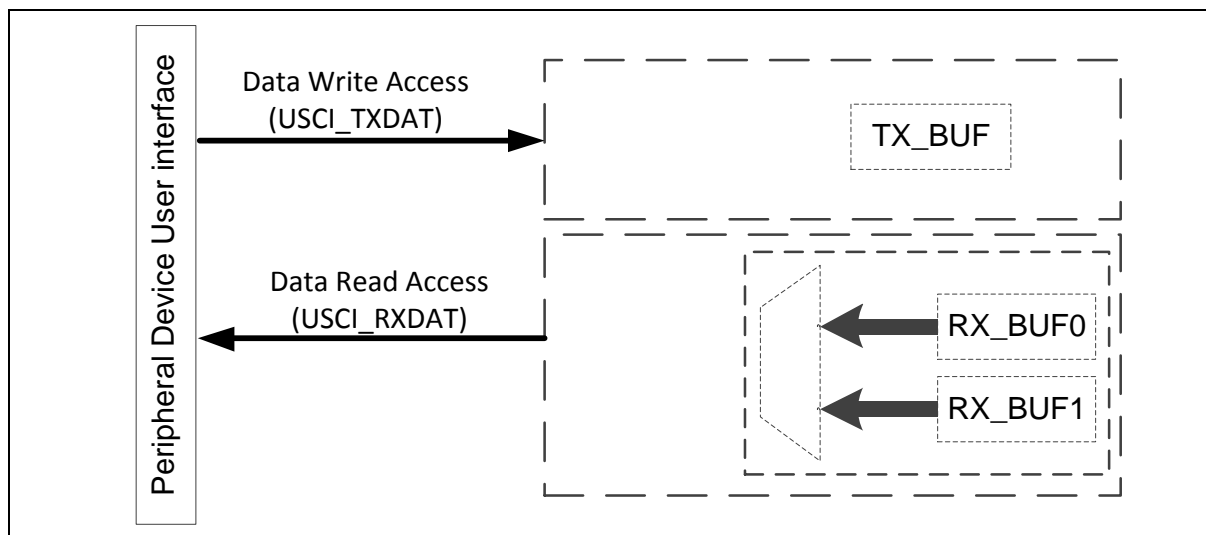 Peripheral Device User interface
Data Write Access
(USCI_TXDAT)
TX_BUF
Data Read Access
(USCI_RXDAT)
RX_BUF0
RX_BUF1